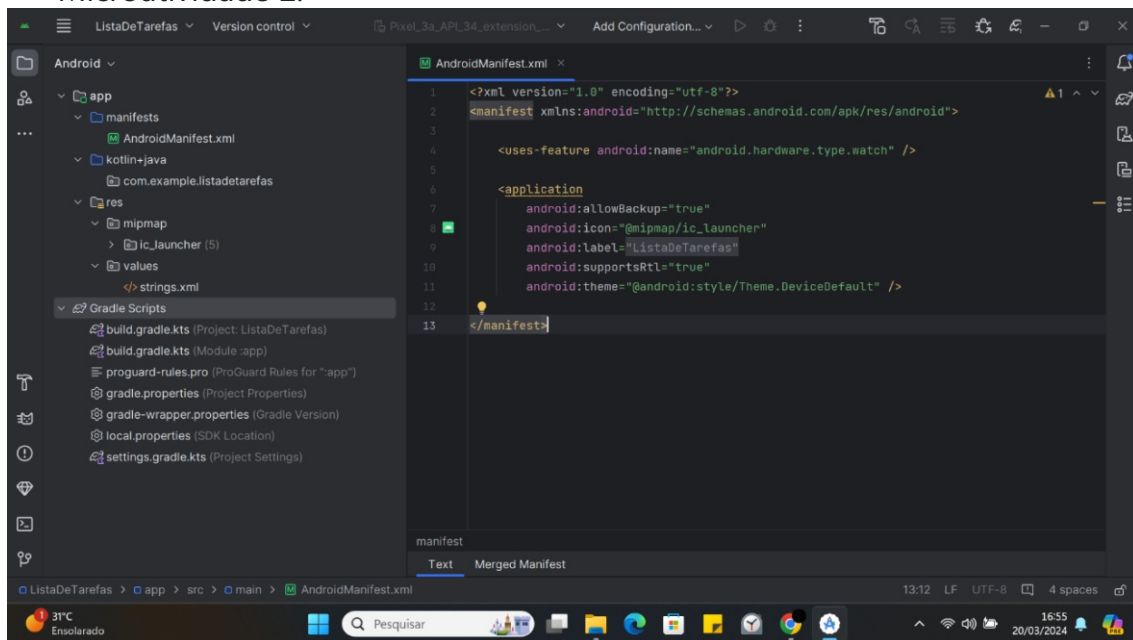 ListaDeTarefas Version control Pixel_3a_API_34_extension_... Add Configuration...
Android
app
manifests
AndroidManifest.xml
kotlin+java
com.example.listadetarefas
res
mipmap
ic_launcher (5)
values
strings.xml
Gradle Scripts
build.gradle.kts (Project: ListaDeTarefas)
build.gradle.kts (Module :app)
proguard-rules.pro (ProGuard Rules for ":app")
gradle.properties (Project Properties)
gradle-wrapper.properties (Gradle Version)
local.properties (SDK Location)
settings.gradle.kts (Project Settings)
AndroidManifest.xml
1 <?xml version="1.0" encoding="utf-8"?>
2 <manifest xmlns:android="http://schemas.android.com/apk/res/android">
3
4 <uses-feature android:name="android.hardware.type.watch" />
5
6 <application
7 android:allowBackup="true"
8 android:icon="@mipmap/ic_launcher"
9 android:label="ListaDeTarefas"
10 android:supportsRtl="true"
11 android:theme="@android:style/Theme.DeviceDefault" />
12
13 </manifest>
1
manifest
Text Merged Manifest
ListaDeTarefas > app > src > main > AndroidManifest.xml 13:12 LF UTF-8 4 spaces
1 31°C
Ensolarado
Pesquisar
16:55
20/03/2024
PRE